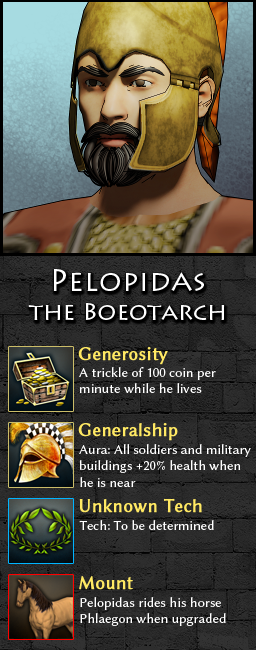 Pelopidas
the Boeotarch
Generosity
A trickle of 100 coin per
minute while he lives
Generalship
Aura: All soldiers and military
buildings +20% health when
he is near
Unknown Tech
Tech: To be determined
Mount
Pelopidas rides his horse
Phlaegon when upgraded